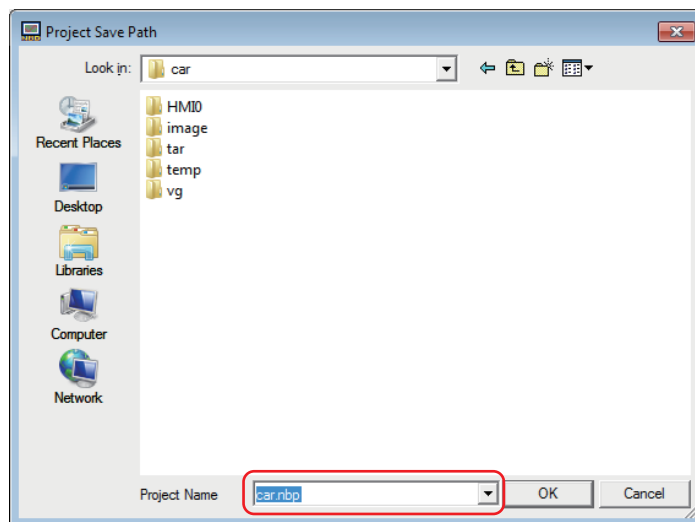 Project Save Path
Look in: car
HMI0
image
tar
temp
vg
Recent Places
Desktop
Libraries
Computer
Network
Project Name car.nbp OK Cancel